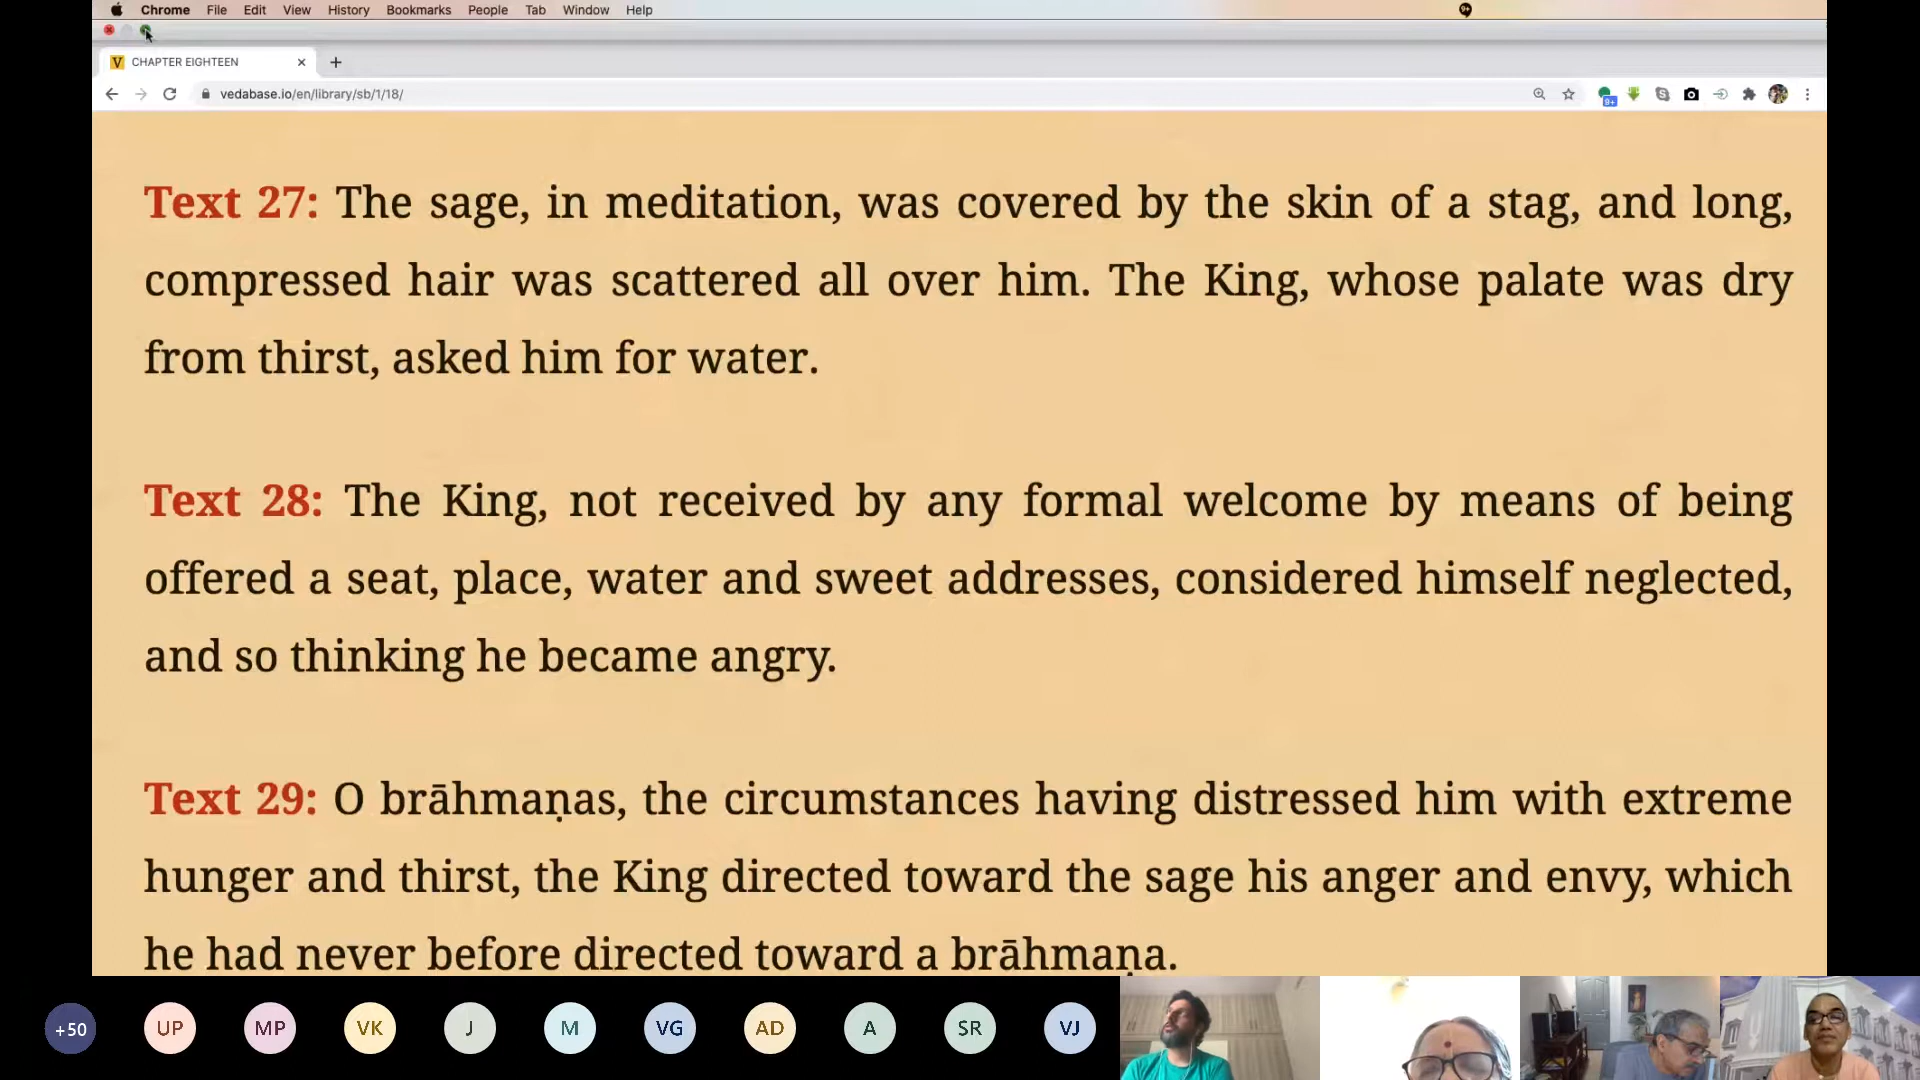 Chrome File Edit View History Bookmarks People Tab Window Help
9+
V CHAPTER EIGHTEEN
vedabase.io/en/library/sb/1/18/
9+
Text 27: The sage, in meditation, was covered by the skin of a stag, and long,
compressed hair was scattered all over him. The King, whose palate was dry
from thirst, asked him for water.
Text 28: The King, not received by any formal welcome by means of being
offered a seat, place, water and sweet addresses, considered himself neglected,
and so thinking he became angry.
Text 29: O brāhmaṇas, the circumstances having distressed him with extreme
hunger and thirst, the King directed toward the sage his anger and envy, which
he had never before directed toward a brāhmaṇa.
+50 UP MP VK J M VG AD A SR VJ